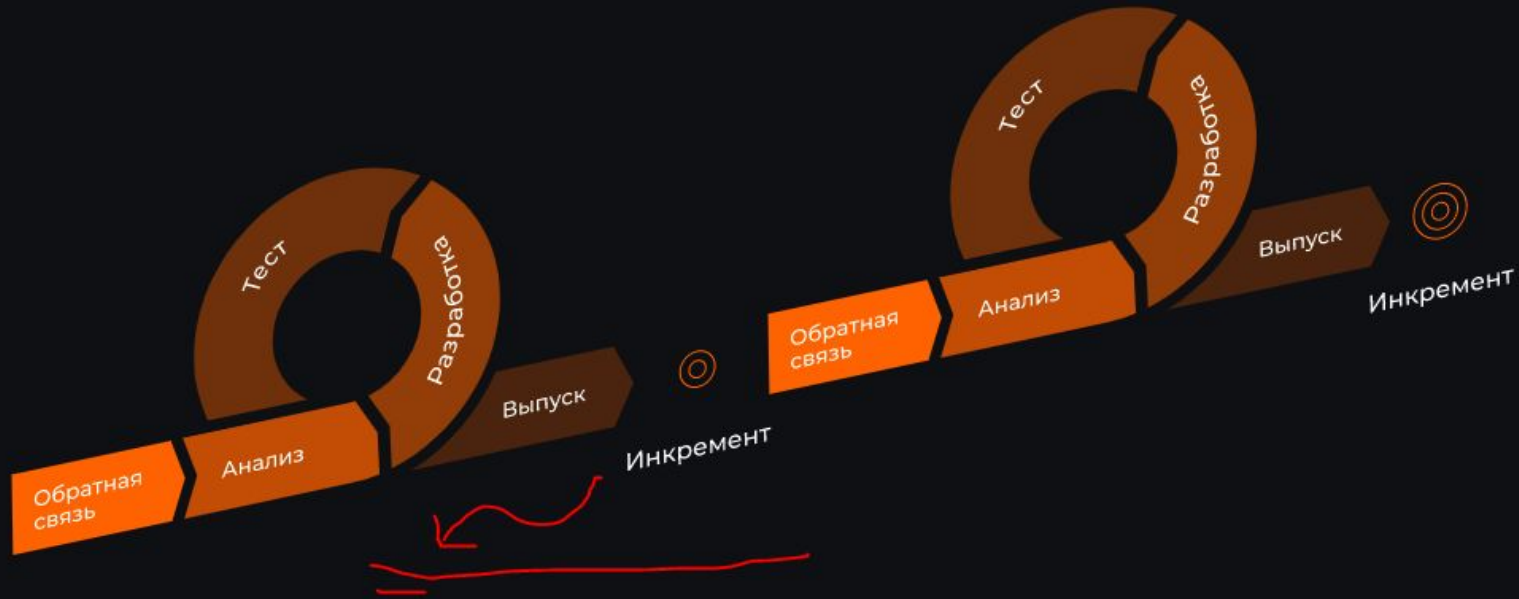 Тест
Разработка
Обратная
связь
Анализ
Выпуск
Инкремент
Тест
Разработка
Обратная
связь
Анализ
Выпуск
Инкремент